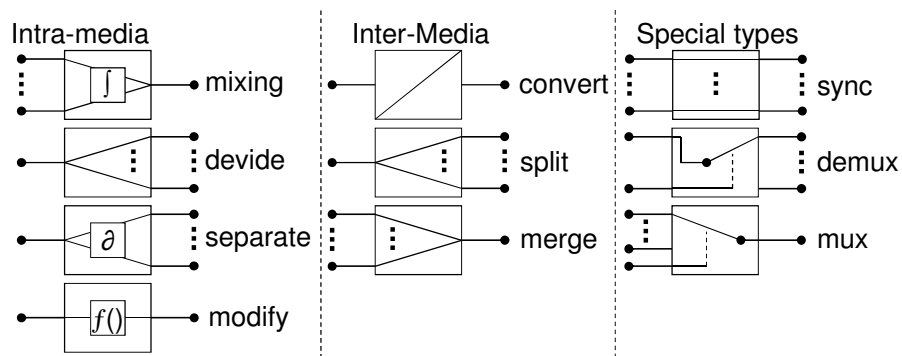 Intra-media
∫
mixing
devide
∂
separate
f()
modify
Inter-Media
convert
split
merge
Special types
sync
demux
mux